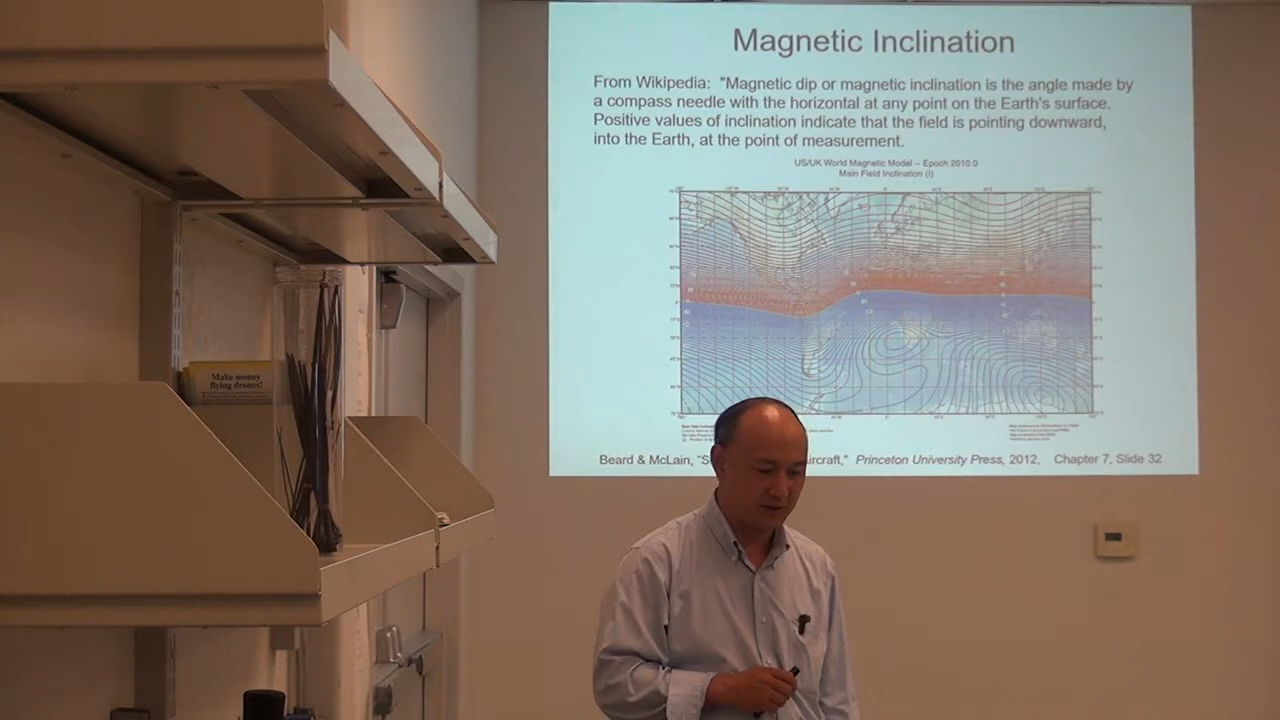 Magnetic Inclination
From Wikipedia: "Magnetic dip or magnetic inclination is the angle made by
a compass needle with the horizontal at any point on the Earth's surface.
Positive values of inclination indicate that the field is pointing downward,
into the Earth, at the point of measurement.
US/UK World Magnetic Model -- Epoch 2010.0
Main Field Inclination (I)
Beard & McLain, "S ircraft," Princeton University Press, 2012, Chapter 7, Slide 32
Make money
flying drones!